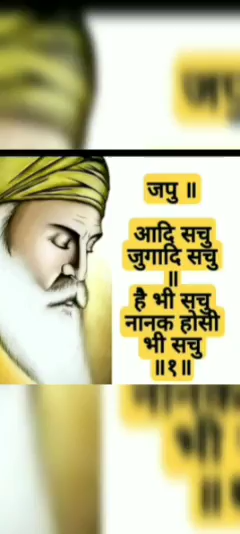 जपु ॥
आदि सचु
जुगादि सचु
॥
है भी सचु
नानक होसी
भी सचु
॥१॥